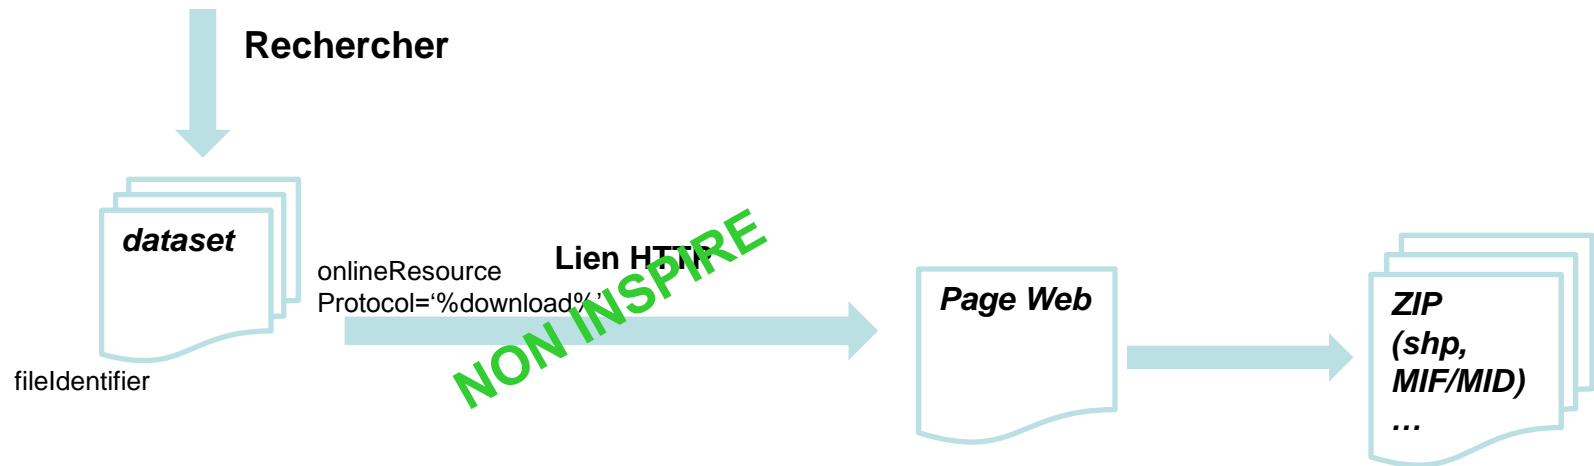 Rechercher
dataset
onlineResource
Protocol=‘%download%’
Lien HTTP
NON INSPIRE
fileIdentifier
Page Web
ZIP
(shp,
MIF/MID)
…